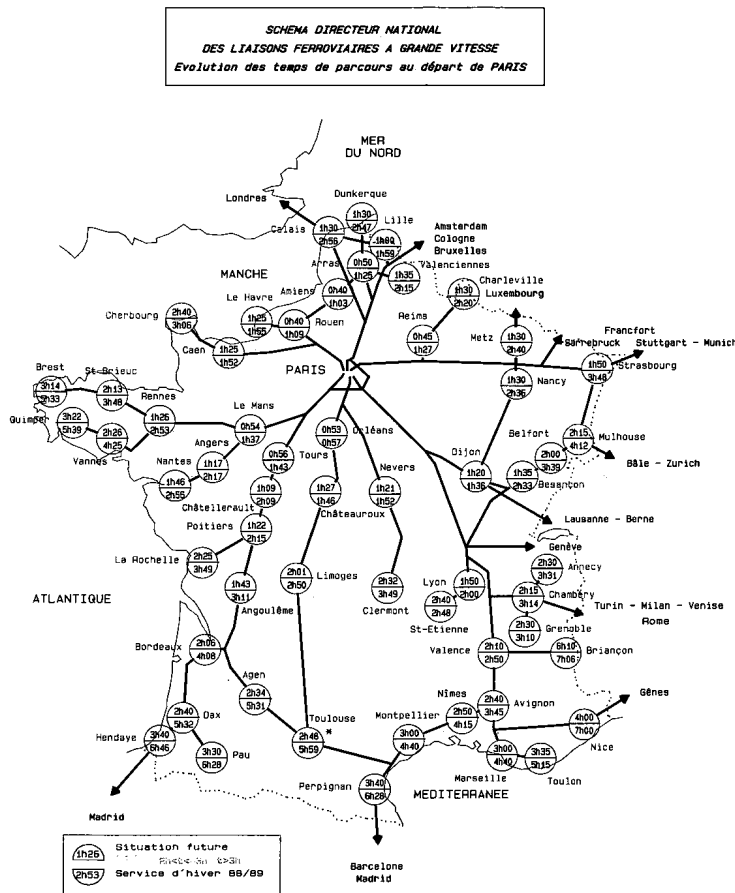 SCHEMA DIRECTEUR NATIONAL
DES LIAISONS FERROVIAIRES A GRANDE VITESSE
Evolution des temps de parcours au départ de PARIS
MER
DU NORD
Dunkerque
Londres
1h30
2h47
Lille
Calais
1h30
2h58
1h00
1h59
Amsterdam
Cologne
Bruxelles
Arras
0h50
1h25
Valenciennes
1h35
2h15
MANCHE
Amiens
0h40
1h03
Charleville
1h30
2h20
Luxembourg
Le Havre
1h25
1h55
Rouen
0h40
1h09
Cherbourg
2h40
3h06
Caen
1h25
1h52
Reims
0h45
1h27
Metz
1h30
2h40
Sarrebruck
Francfort
Stuttgart - Munich
Strasbourg
1h50
3h48
PARIS
Nancy
1h30
2h36
Brest
3h14
5h33
St-Brieuc
2h13
3h48
Rennes
1h26
2h53
Quimper
3h22
5h39
Vannes
2h26
4h25
Le Mans
0h54
1h37
Angers
1h17
2h17
Nantes
1h46
2h56
Tours
0h56
1h43
Orléans
0h53
0h57
Nevers
1h21
1h52
Dijon
1h20
1h36
Belfort
2h00
3h39
Mulhouse
2h15
4h12
Bâle - Zurich
Besançon
1h35
2h33
Lausanne - Berne
Genève
Châtellerault
1h09
2h09
Châteauroux
1h27
1h46
Poitiers
1h22
2h15
La Rochelle
2h25
3h49
Limoges
2h01
2h50
Clermont
2h32
3h49
Lyon
1h50
2h00
St-Etienne
2h40
2h48
Annecy
2h30
3h31
Chambéry
2h15
3h14
Turin - Milan - Venise
Rome
Grenoble
2h30
3h10
ATLANTIQUE
Angoulême
1h43
3h11
Bordeaux
2h06
4h08
Valence
2h10
2h50
Briançon
6h10
7h06
Agen
2h34
5h31
Nîmes
2h50
4h15
Avignon
2h40
3h45
Gênes
Dax
2h40
5h32
Hendaye
3h40
6h46
Pau
3h30
6h28
Toulouse
2h48
5h59
*
Montpellier
3h00
4h40
Nice
4h00
7h00
Marseille
3h00
4h40
Toulon
3h35
5h15
Perpignan
3h40
6h28
MEDITERRANEE
Madrid
Barcelone
Madrid
1h26
Situation future
2h53
Service d'hiver 88/89